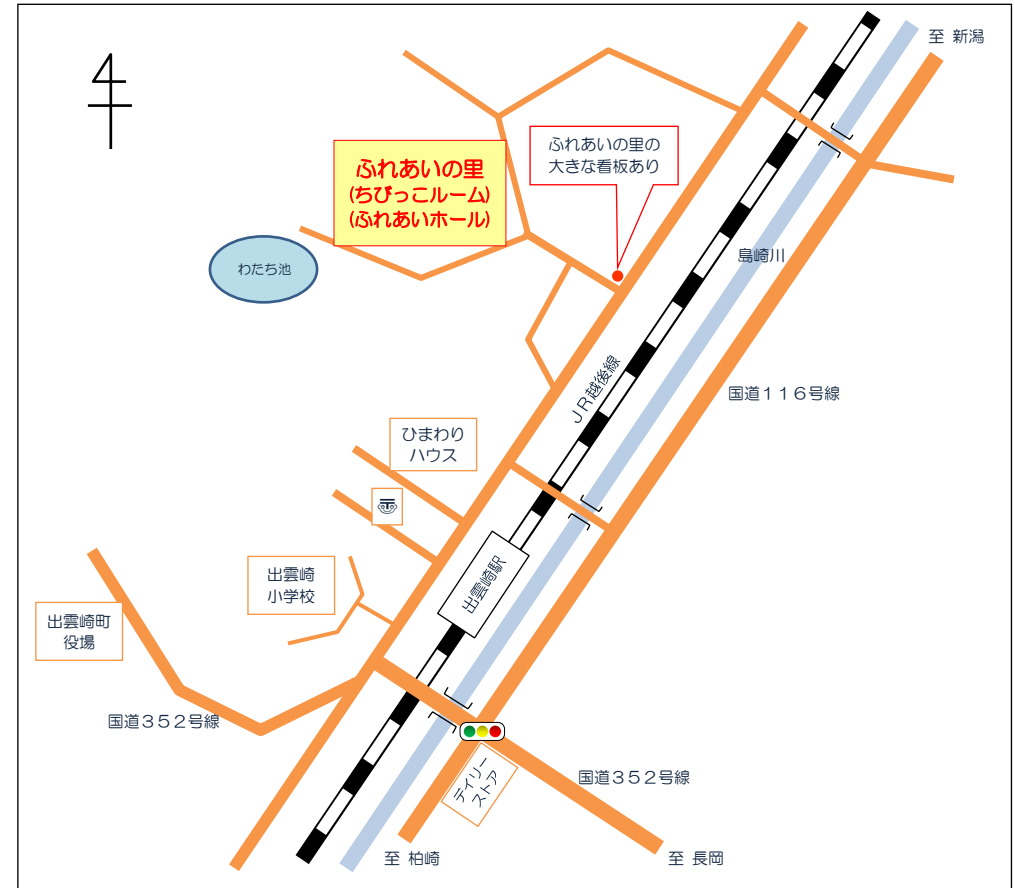 至 新潟
ふれあいの里の
大きな看板あり
ふれあいの里
(ちびっこルーム)
(ふれあいホール)
島崎川
わたち池
JR越後線
国道116号線
ひまわり
ハウス
〒
出雲崎駅
出雲崎
小学校
出雲崎町
役場
国道352号線
デイリー
ストア
国道352号線
至 柏崎
至 長岡